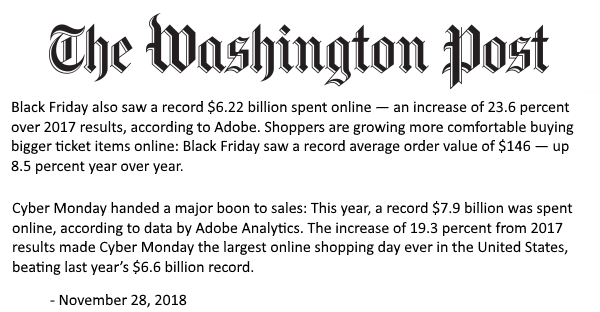 The Washington Post
Black Friday also saw a record $6.22 billion spent online — an increase of 23.6 percent
over 2017 results, according to Adobe. Shoppers are growing more comfortable buying
bigger ticket items online: Black Friday saw a record average order value of $146 — up
8.5 percent year over year.
Cyber Monday handed a major boon to sales: This year, a record $7.9 billion was spent
online, according to data by Adobe Analytics. The increase of 19.3 percent from 2017
results made Cyber Monday the largest online shopping day ever in the United States,
beating last year’s $6.6 billion record.
- November 28, 2018